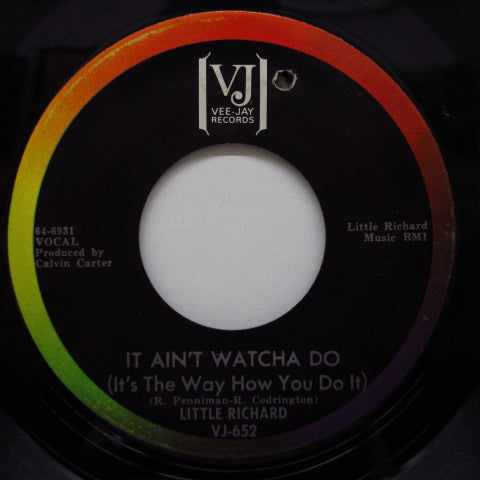 VJ
VEE-JAY
RECORDS
64-6931
VOCAL
Produced by
Calvin Carter
Little Richard
Music BMI
IT AIN'T WATCHA DO
(It's The Way How You Do It)
(R. Penniman-R. Codrington)
LITTLE RICHARD
VJ-652